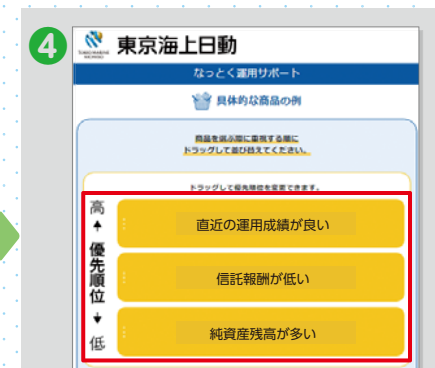 4
東京海上日動
なっとく運用サポート
具体的な商品の例
商品を選ぶ際に重視する順に
ドラッグして並び替えてください。
ドラッグして優先順位を変更できます。
高
優先順位
低
直近の運用成績が良い
信託報酬が低い
純資産残高が多い